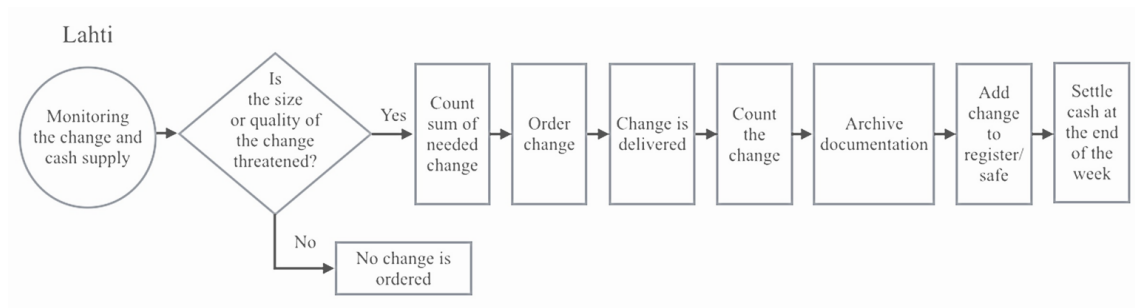 Lahti
Monitoring
the change and
cash supply
Is
the size
or quality of
the change
threatened?
Yes
Count
sum of
needed
change
Order
change
Change is
delivered
Count
the
change
Archive
documentation
Add
change
to
register/
safe
Settle
cash at
the end
of the
week
No
No change is
ordered